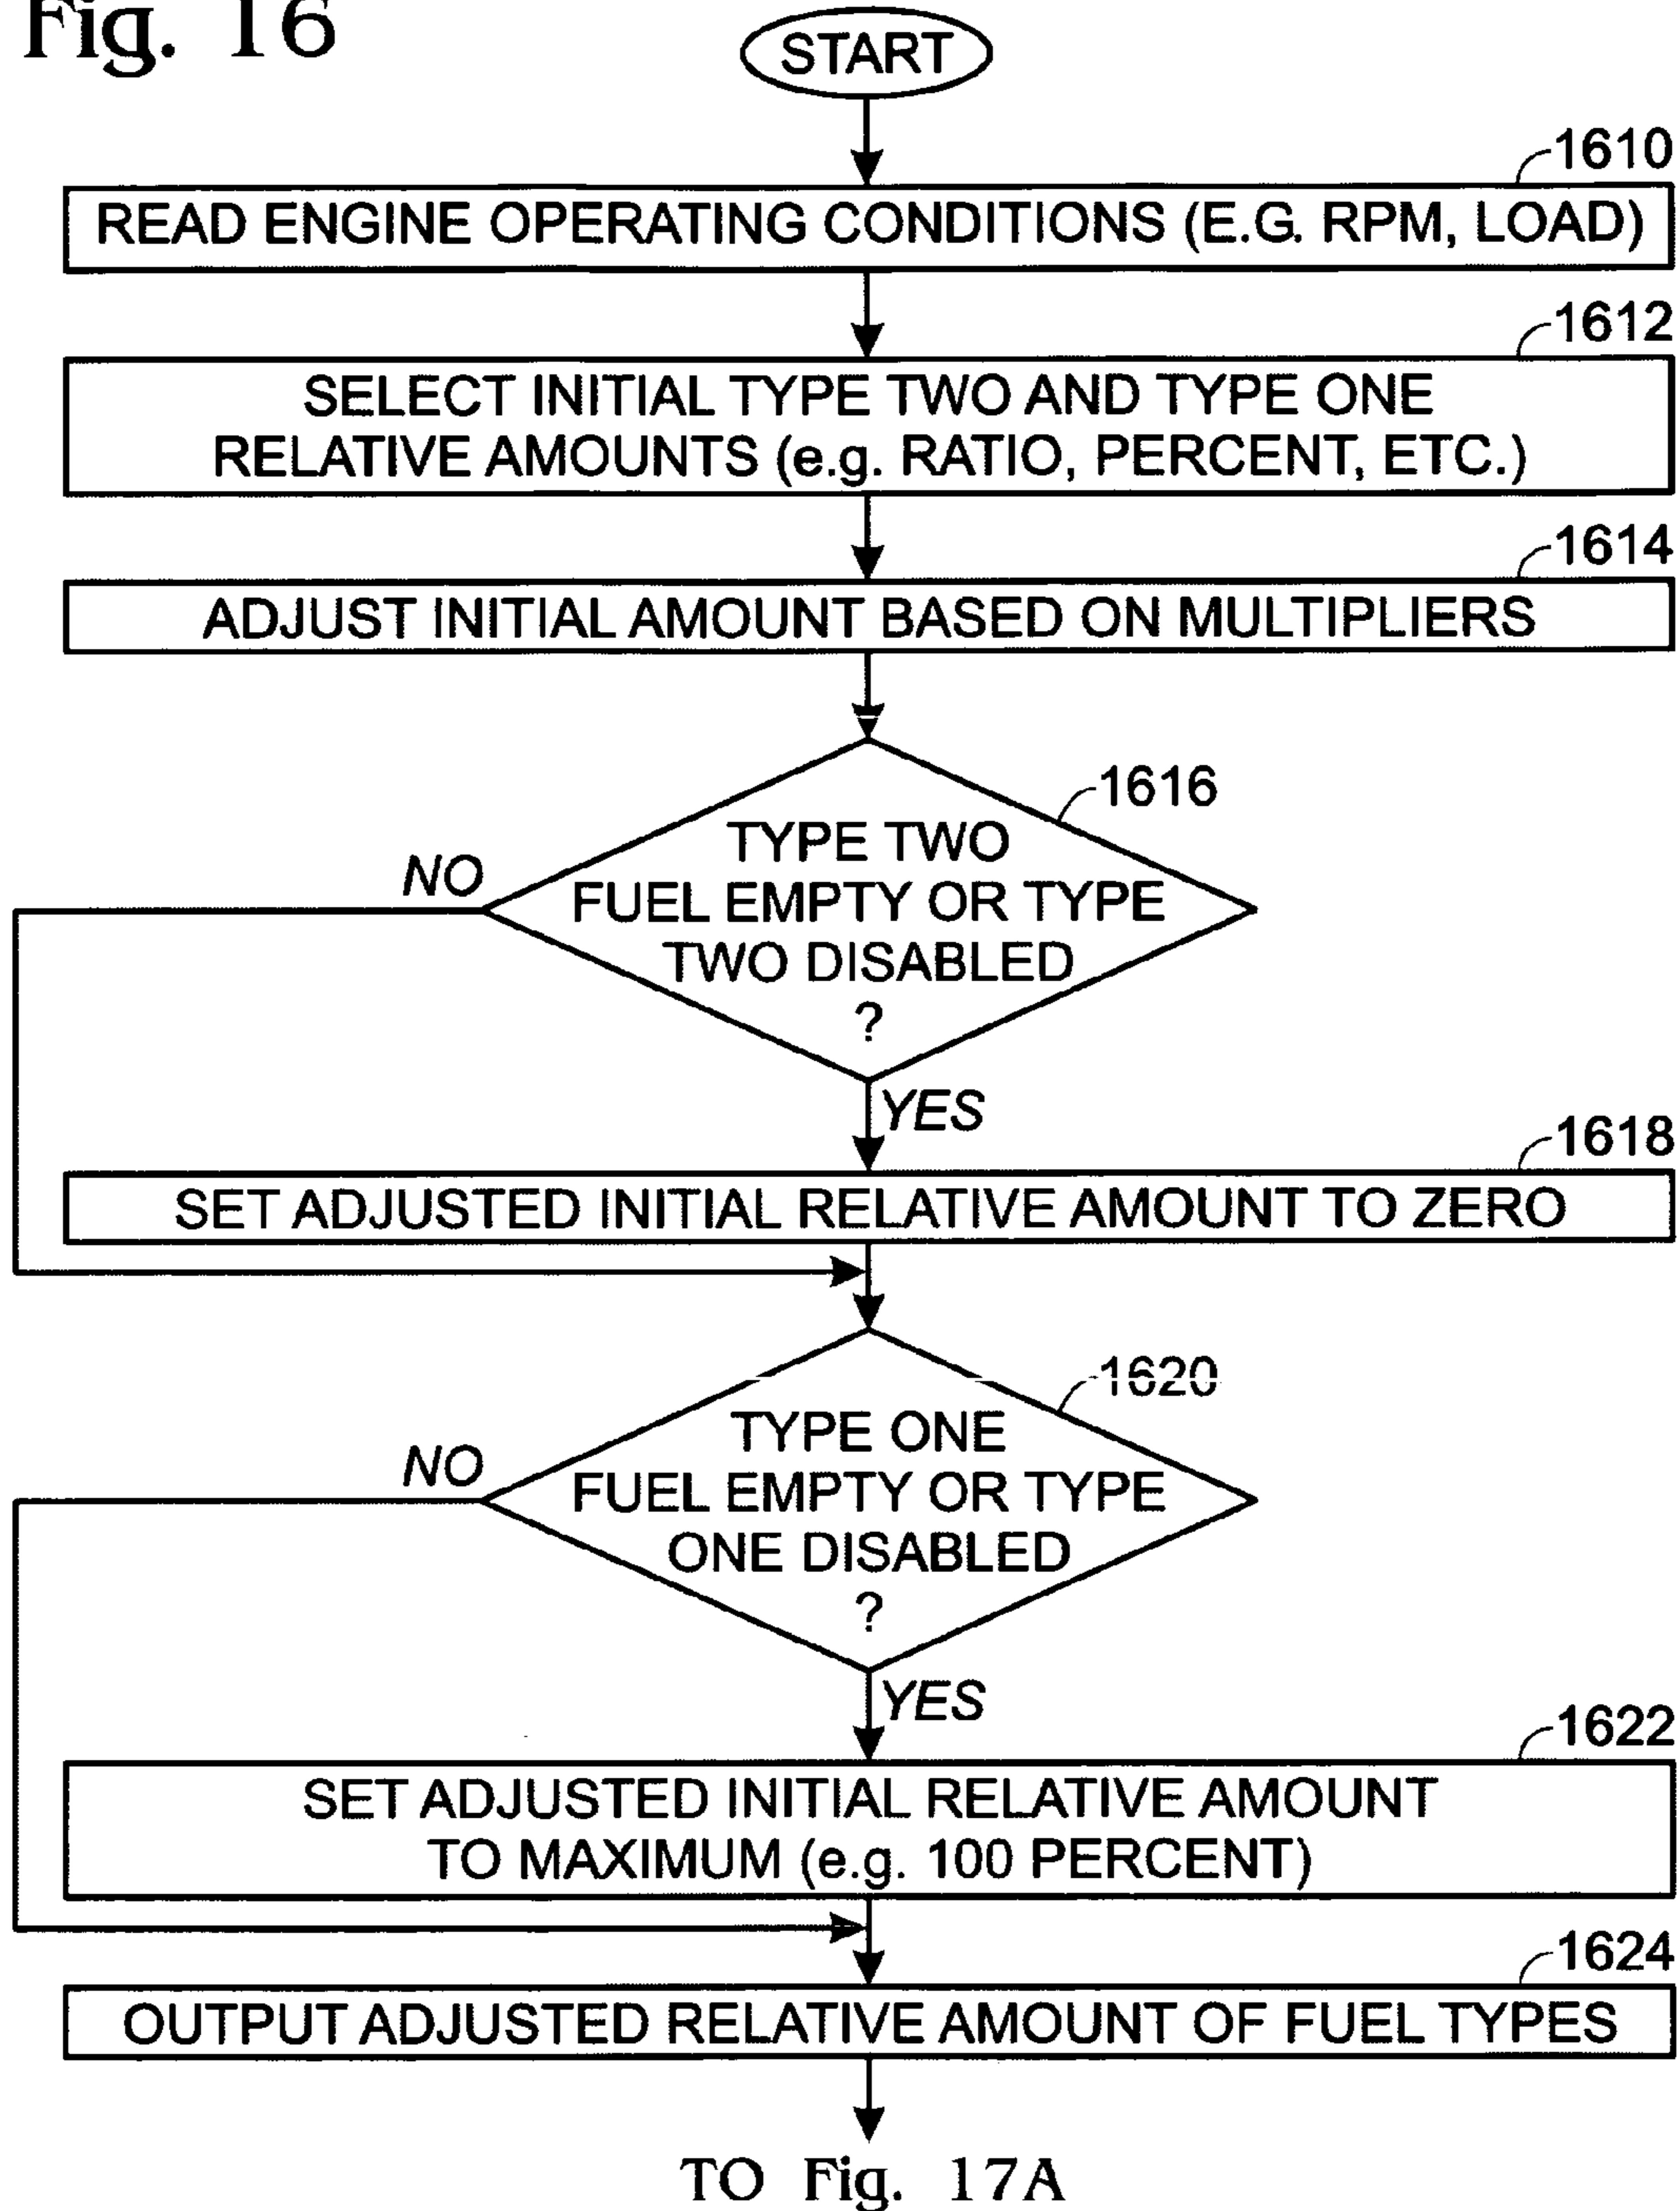 Fig. 16
START
1610
READ ENGINE OPERATING CONDITIONS (E.G. RPM, LOAD)
1612
SELECT INITIAL TYPE TWO AND TYPE ONE
RELATIVE AMOUNTS (e.g. RATIO, PERCENT, ETC.)
1614
ADJUST INITIAL AMOUNT BASED ON MULTIPLIERS
1616
TYPE TWO
FUEL EMPTY OR TYPE
TWO DISABLED
?
NO
YES
1618
SET ADJUSTED INITIAL RELATIVE AMOUNT TO ZERO
1620
TYPE ONE
FUEL EMPTY OR TYPE
ONE DISABLED
?
NO
YES
1622
SET ADJUSTED INITIAL RELATIVE AMOUNT
TO MAXIMUM (e.g. 100 PERCENT)
1624
OUTPUT ADJUSTED RELATIVE AMOUNT OF FUEL TYPES
TO Fig. 17A